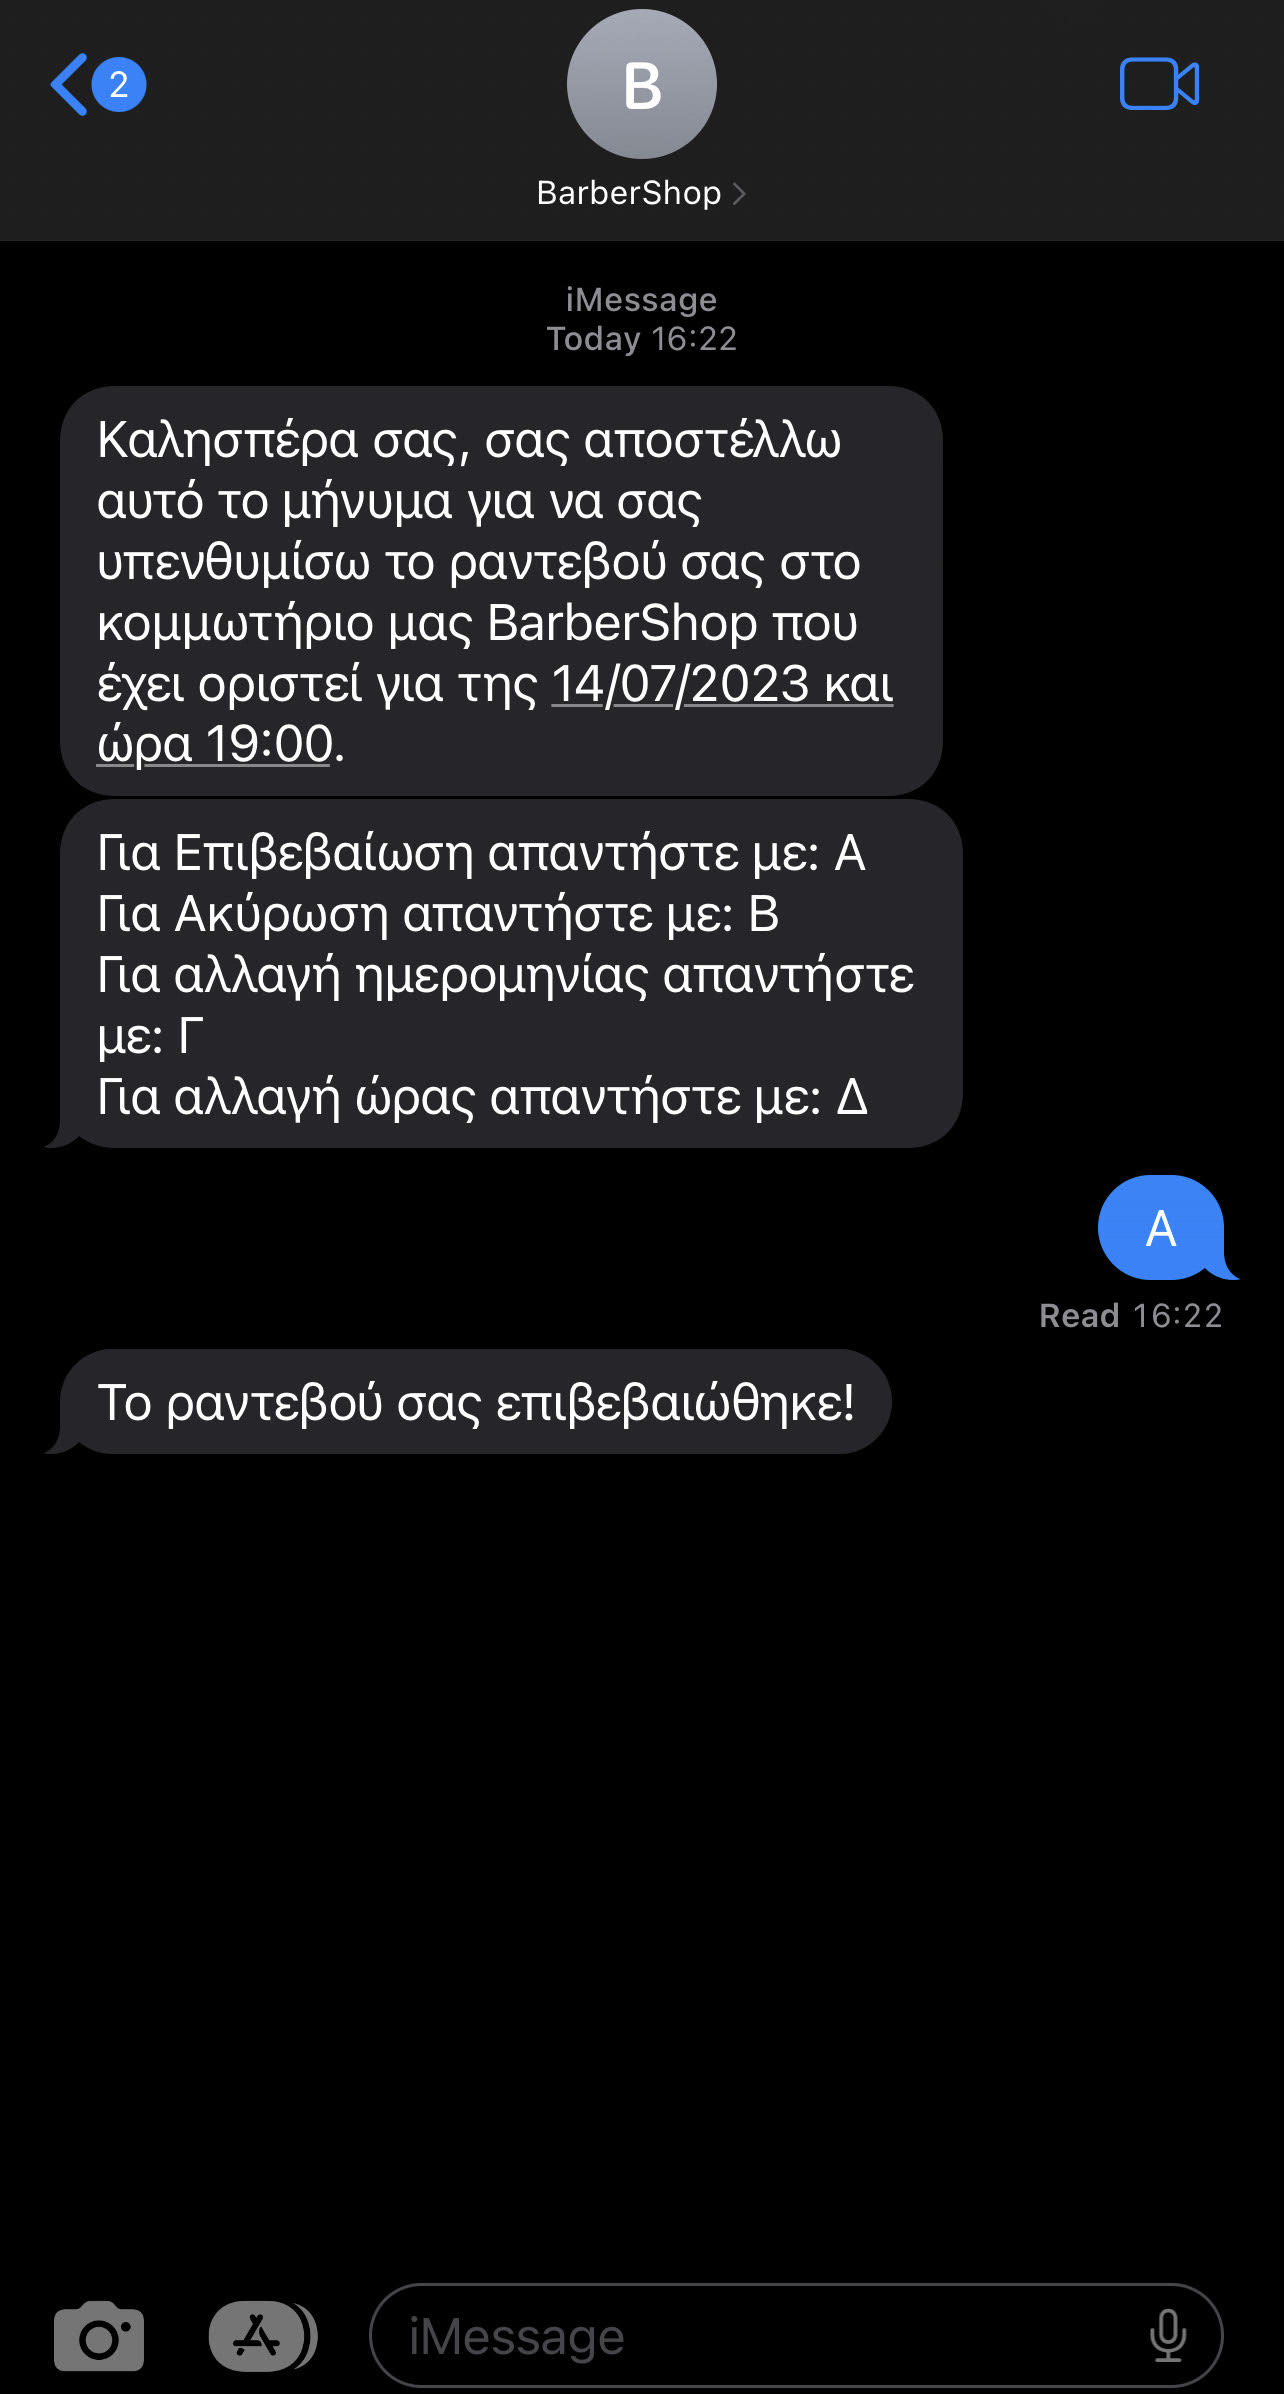 2
B
BarberShop
iMessage
Today 16:22
Καλησπέρα σας, σας αποστέλλω
αυτό το μήνυμα για να σας
υπενθυμίσω το ραντεβού σας στο
κομμωτήριο μας BarberShop που
έχει οριστεί για της 14/07/2023 και
ώρα 19:00.
Για Επιβεβαίωση απαντήστε με: Α
Για Ακύρωση απαντήστε με: Β
Για αλλαγή ημερομηνίας απαντήστε
με: Γ
Για αλλαγή ώρας απαντήστε με: Δ
Α
Read 16:22
Το ραντεβού σας επιβεβαιώθηκε!
iMessage